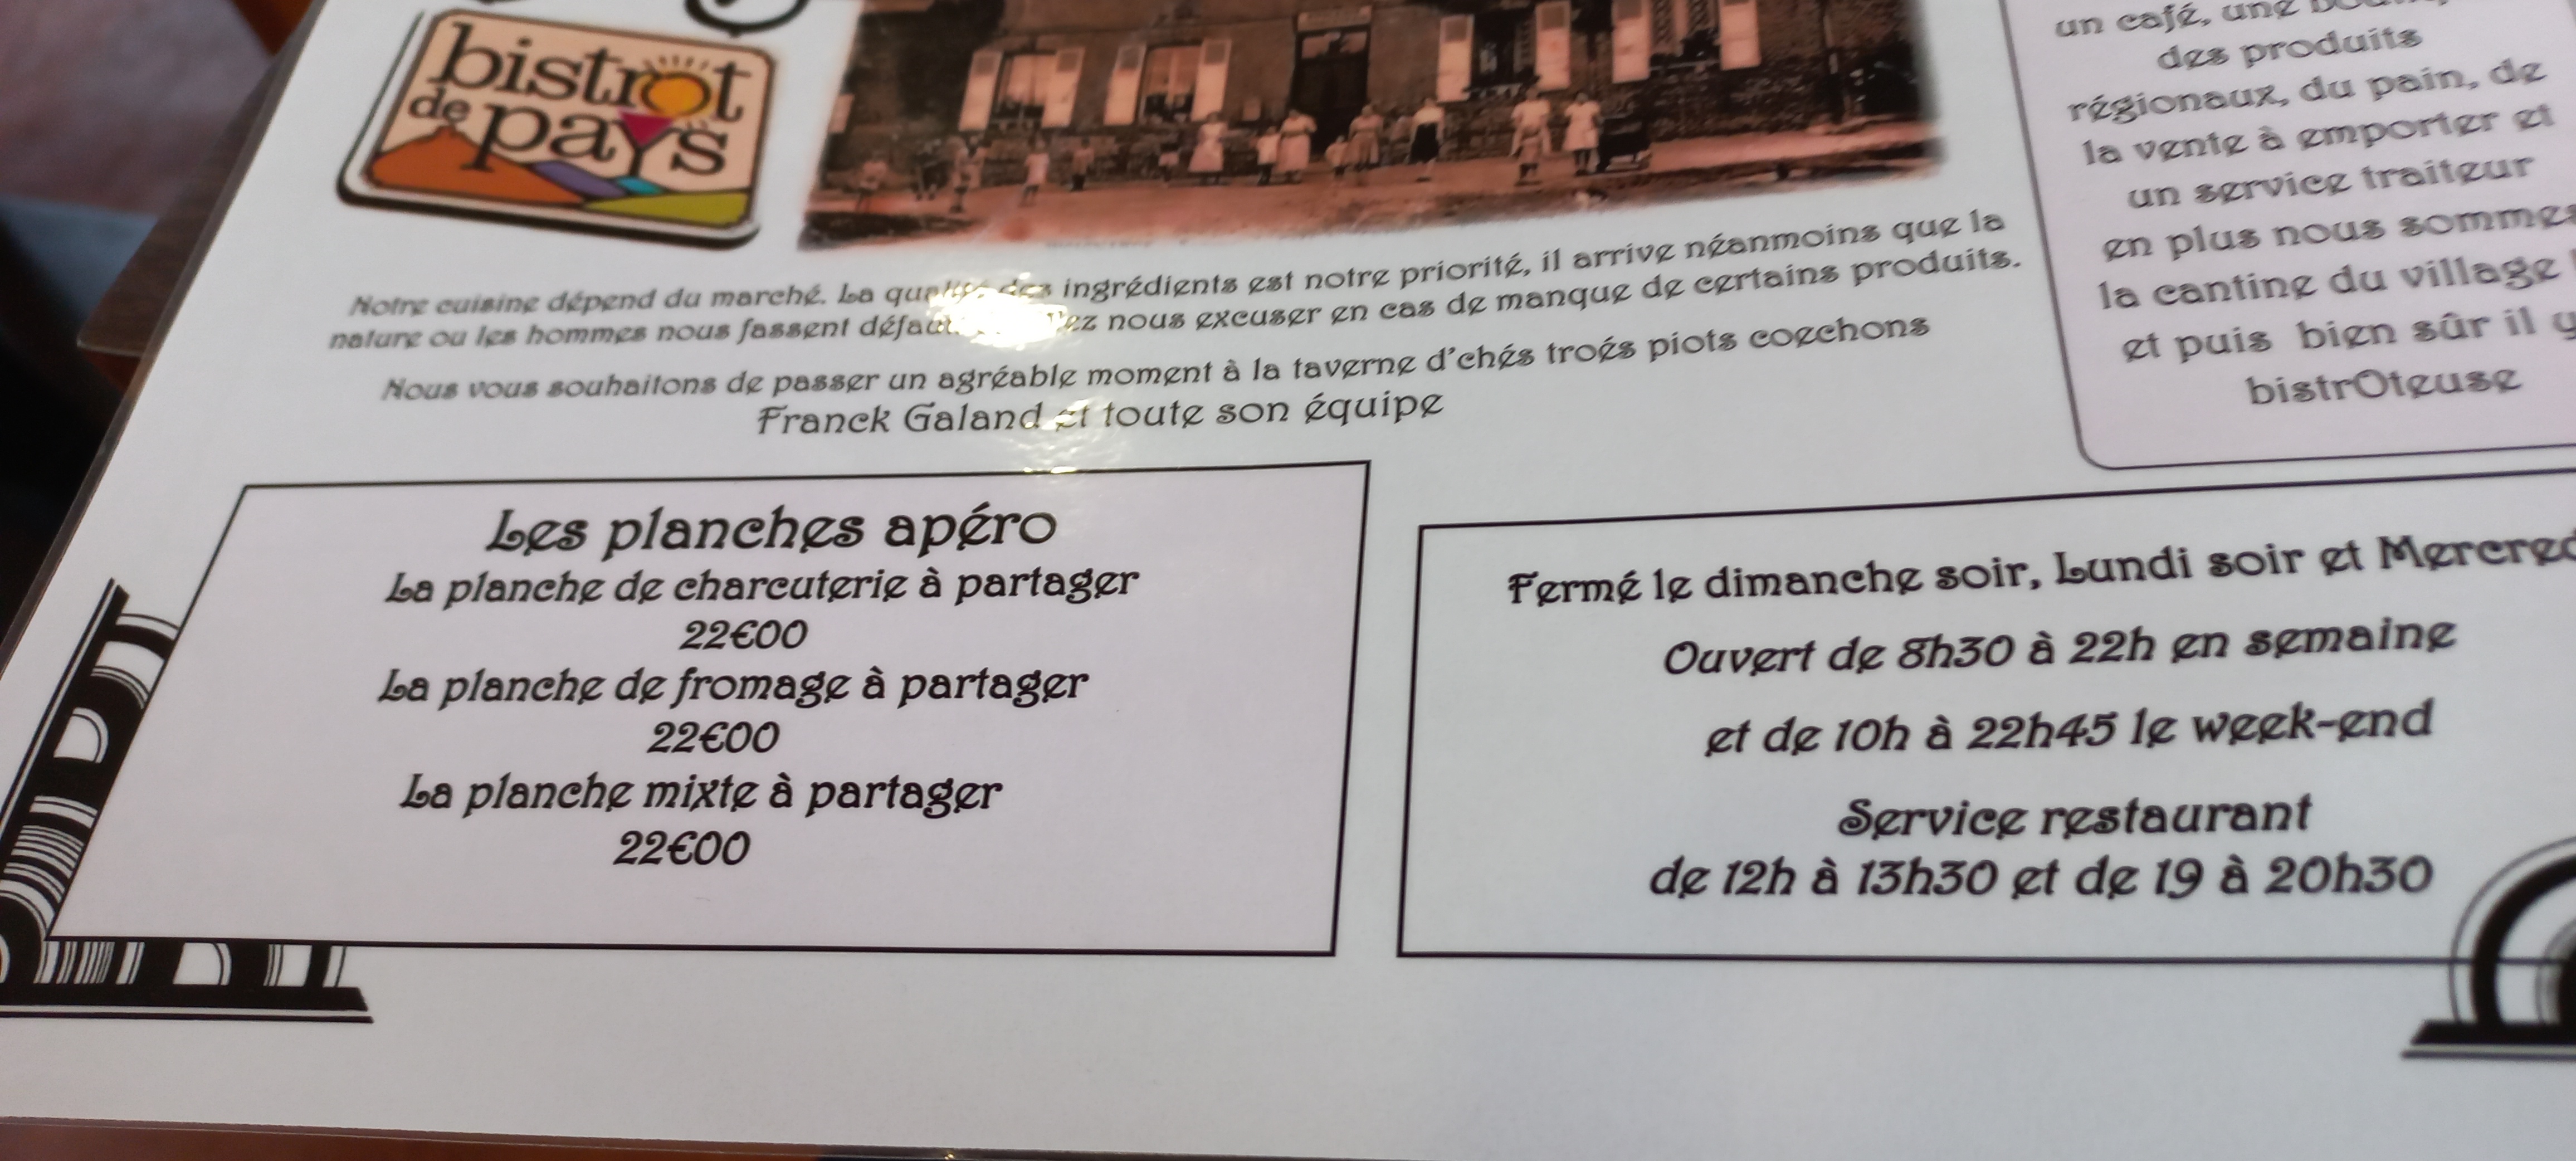 bistrot
de pays
un café, une
des produits
régionaux, du pain, de
la vente à emporter et
un service traiteur
en plus nous sommes
la cantine du village
et puis bien sûr il y
bistrOteuse
Notre cuisine dépend du marché. La qualité des ingrédients est notre priorité, il arrive néanmoins que la
nature ou les hommes nous fassent défaut. nous excuser en cas de manque de certains produits.
Nous vous souhaitons de passer un agréable moment à la taverne d'chés troés piots coechons
Franck Galand et toute son équipe
Les planches apéro
La planche de charcuterie à partager
22€00
La planche de fromage à partager
22€00
La planche mixte à partager
22€00
Fermé le dimanche soir, Lundi soir et Mercred
Ouvert de 8h30 à 22h en semaine
et de 10h à 22h45 le week-end
Service restaurant
de 12h à 13h30 et de 19 à 20h30